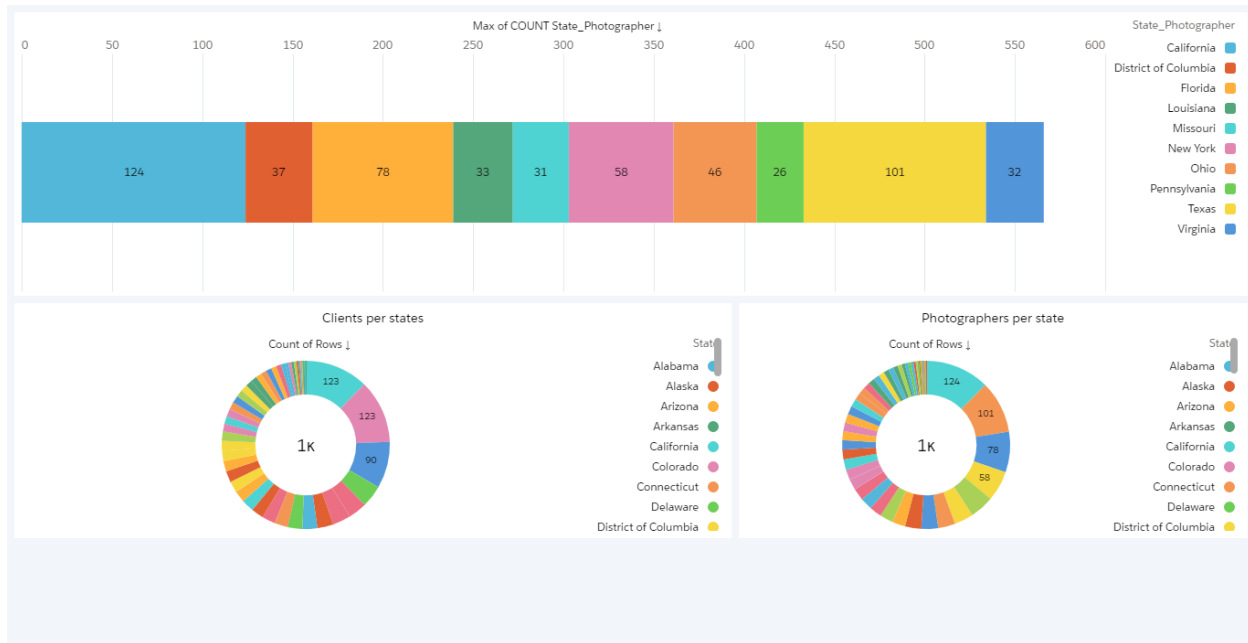 Max of COUNT State_Photographer ↓
0 50 100 150 200 250 300 350 400 450 500 550 600
124 37 78 33 31 58 46 26 101 32
State_Photographer
California
District of Columbia
Florida
Louisiana
Missouri
New York
Ohio
Pennsylvania
Texas
Virginia
Clients per states
Count of Rows ↓
123
123
90
1K
State
Alabama
Alaska
Arizona
Arkansas
California
Colorado
Connecticut
Delaware
District of Columbia
Photographers per state
Count of Rows ↓
124
101
78
58
1K
State
Alabama
Alaska
Arizona
Arkansas
California
Colorado
Connecticut
Delaware
District of Columbia